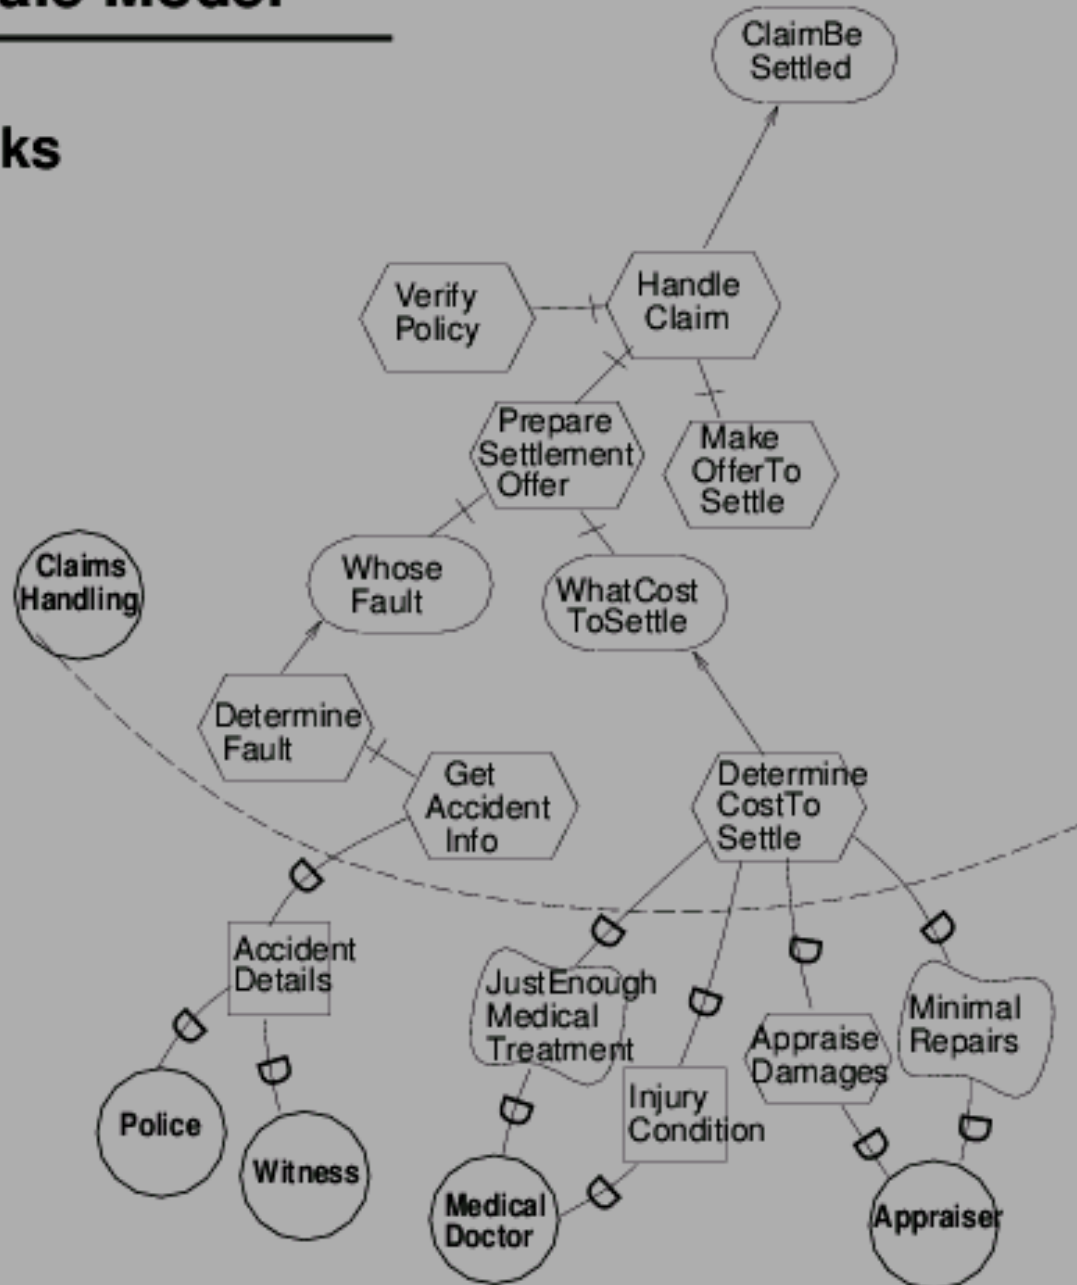 Model
ClaimBe
Settled
Verify
Policy
Handle
Claim
Prepare
Settlement
Offer
Make
OfferTo
Settle
Claims
Handling
Whose
Fault
WhatCost
ToSettle
Determine
Fault
Get
Accident
Info
Determine
CostTo
Settle
Accident
Details
JustEnough
Medical
Treatment
Appraise
Damages
Minimal
Repairs
Injury
Condition
Police
Witness
Medical
Doctor
Appraiser